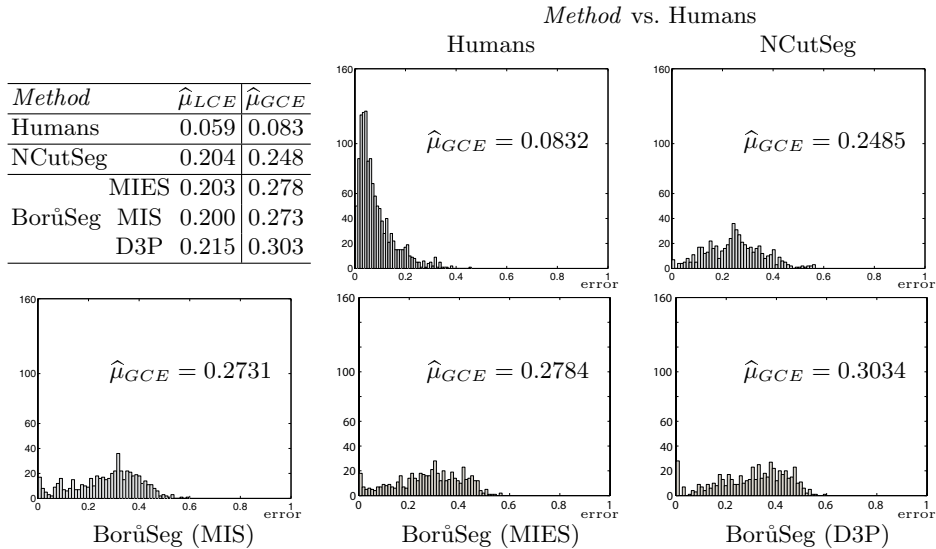 Method vs. Humans
Humans NCutSeg
Method μ̂LCE μ̂GCE
Humans 0.059 0.083
NCutSeg 0.204 0.248
MIES 0.203 0.278
BorůSeg MIS 0.200 0.273
D3P 0.215 0.303
160
100
40
20
0
0 0.2 0.4 0.6 0.8 1
error
μ̂GCE = 0.0832
160
100
40
20
0
0 0.2 0.4 0.6 0.8 1
error
μ̂GCE = 0.2485
160
100
40
20
0
0 0.2 0.4 0.6 0.8 1
error
μ̂GCE = 0.2731
BorůSeg (MIS)
160
100
40
20
0
0 0.2 0.4 0.6 0.8 1
error
μ̂GCE = 0.2784
BorůSeg (MIES)
160
100
40
20
0
0 0.2 0.4 0.6 0.8 1
error
μ̂GCE = 0.3034
BorůSeg (D3P)